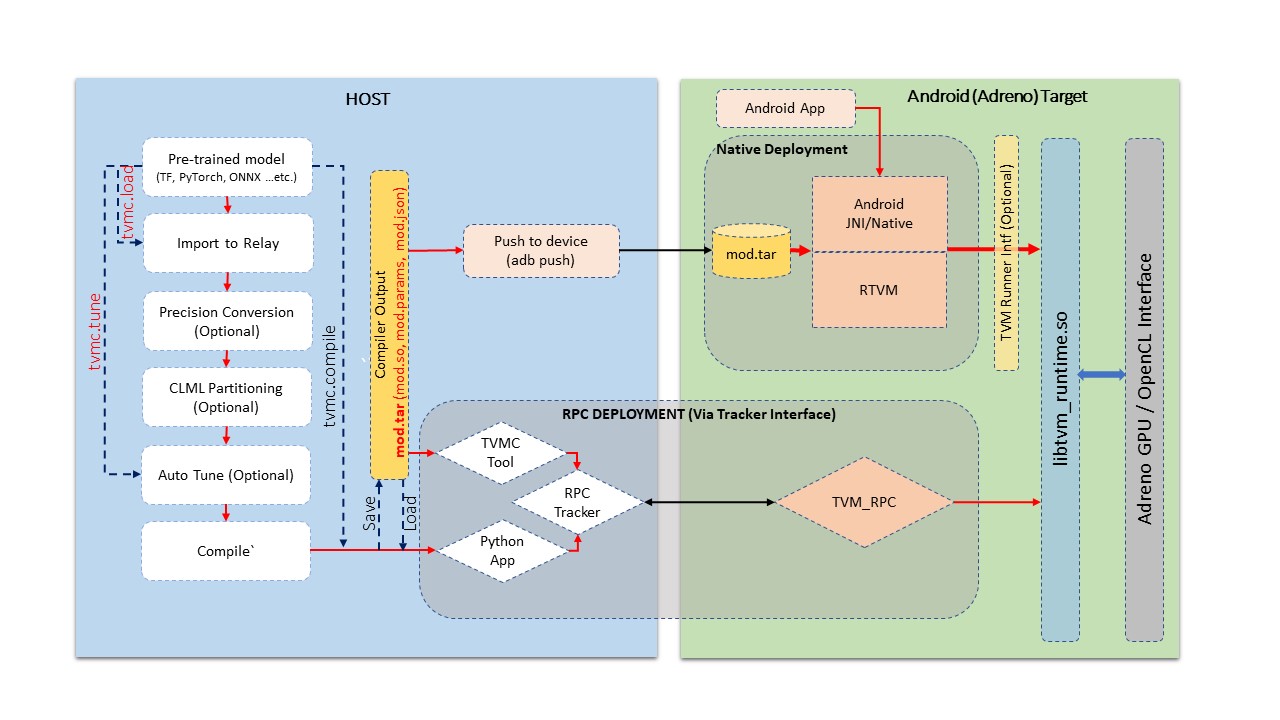 HOST
Pre-trained model
(TF, PyTorch, ONNX ...etc.)
tvmc.load
Import to Relay
Precision Conversion
(Optional)
tvmc.tune
CLML Partitioning
(Optional)
Auto Tune (Optional)
Compile`
tvmc.compile
Compiler Output
mod.tar (mod.so, mod.params, mod.json)
Save
Load
Push to device
(adb push)
Android (Adreno) Target
Android App
Native Deployment
mod.tar
Android
JNI/Native
RTVM
TVM Runner Intf (Optional)
RPC DEPLOYMENT (Via Tracker Interface)
TVMC
Tool
RPC
Tracker
Python
App
TVM_RPC
libtvm_runtime.so
Adreno GPU / OpenCL Interface